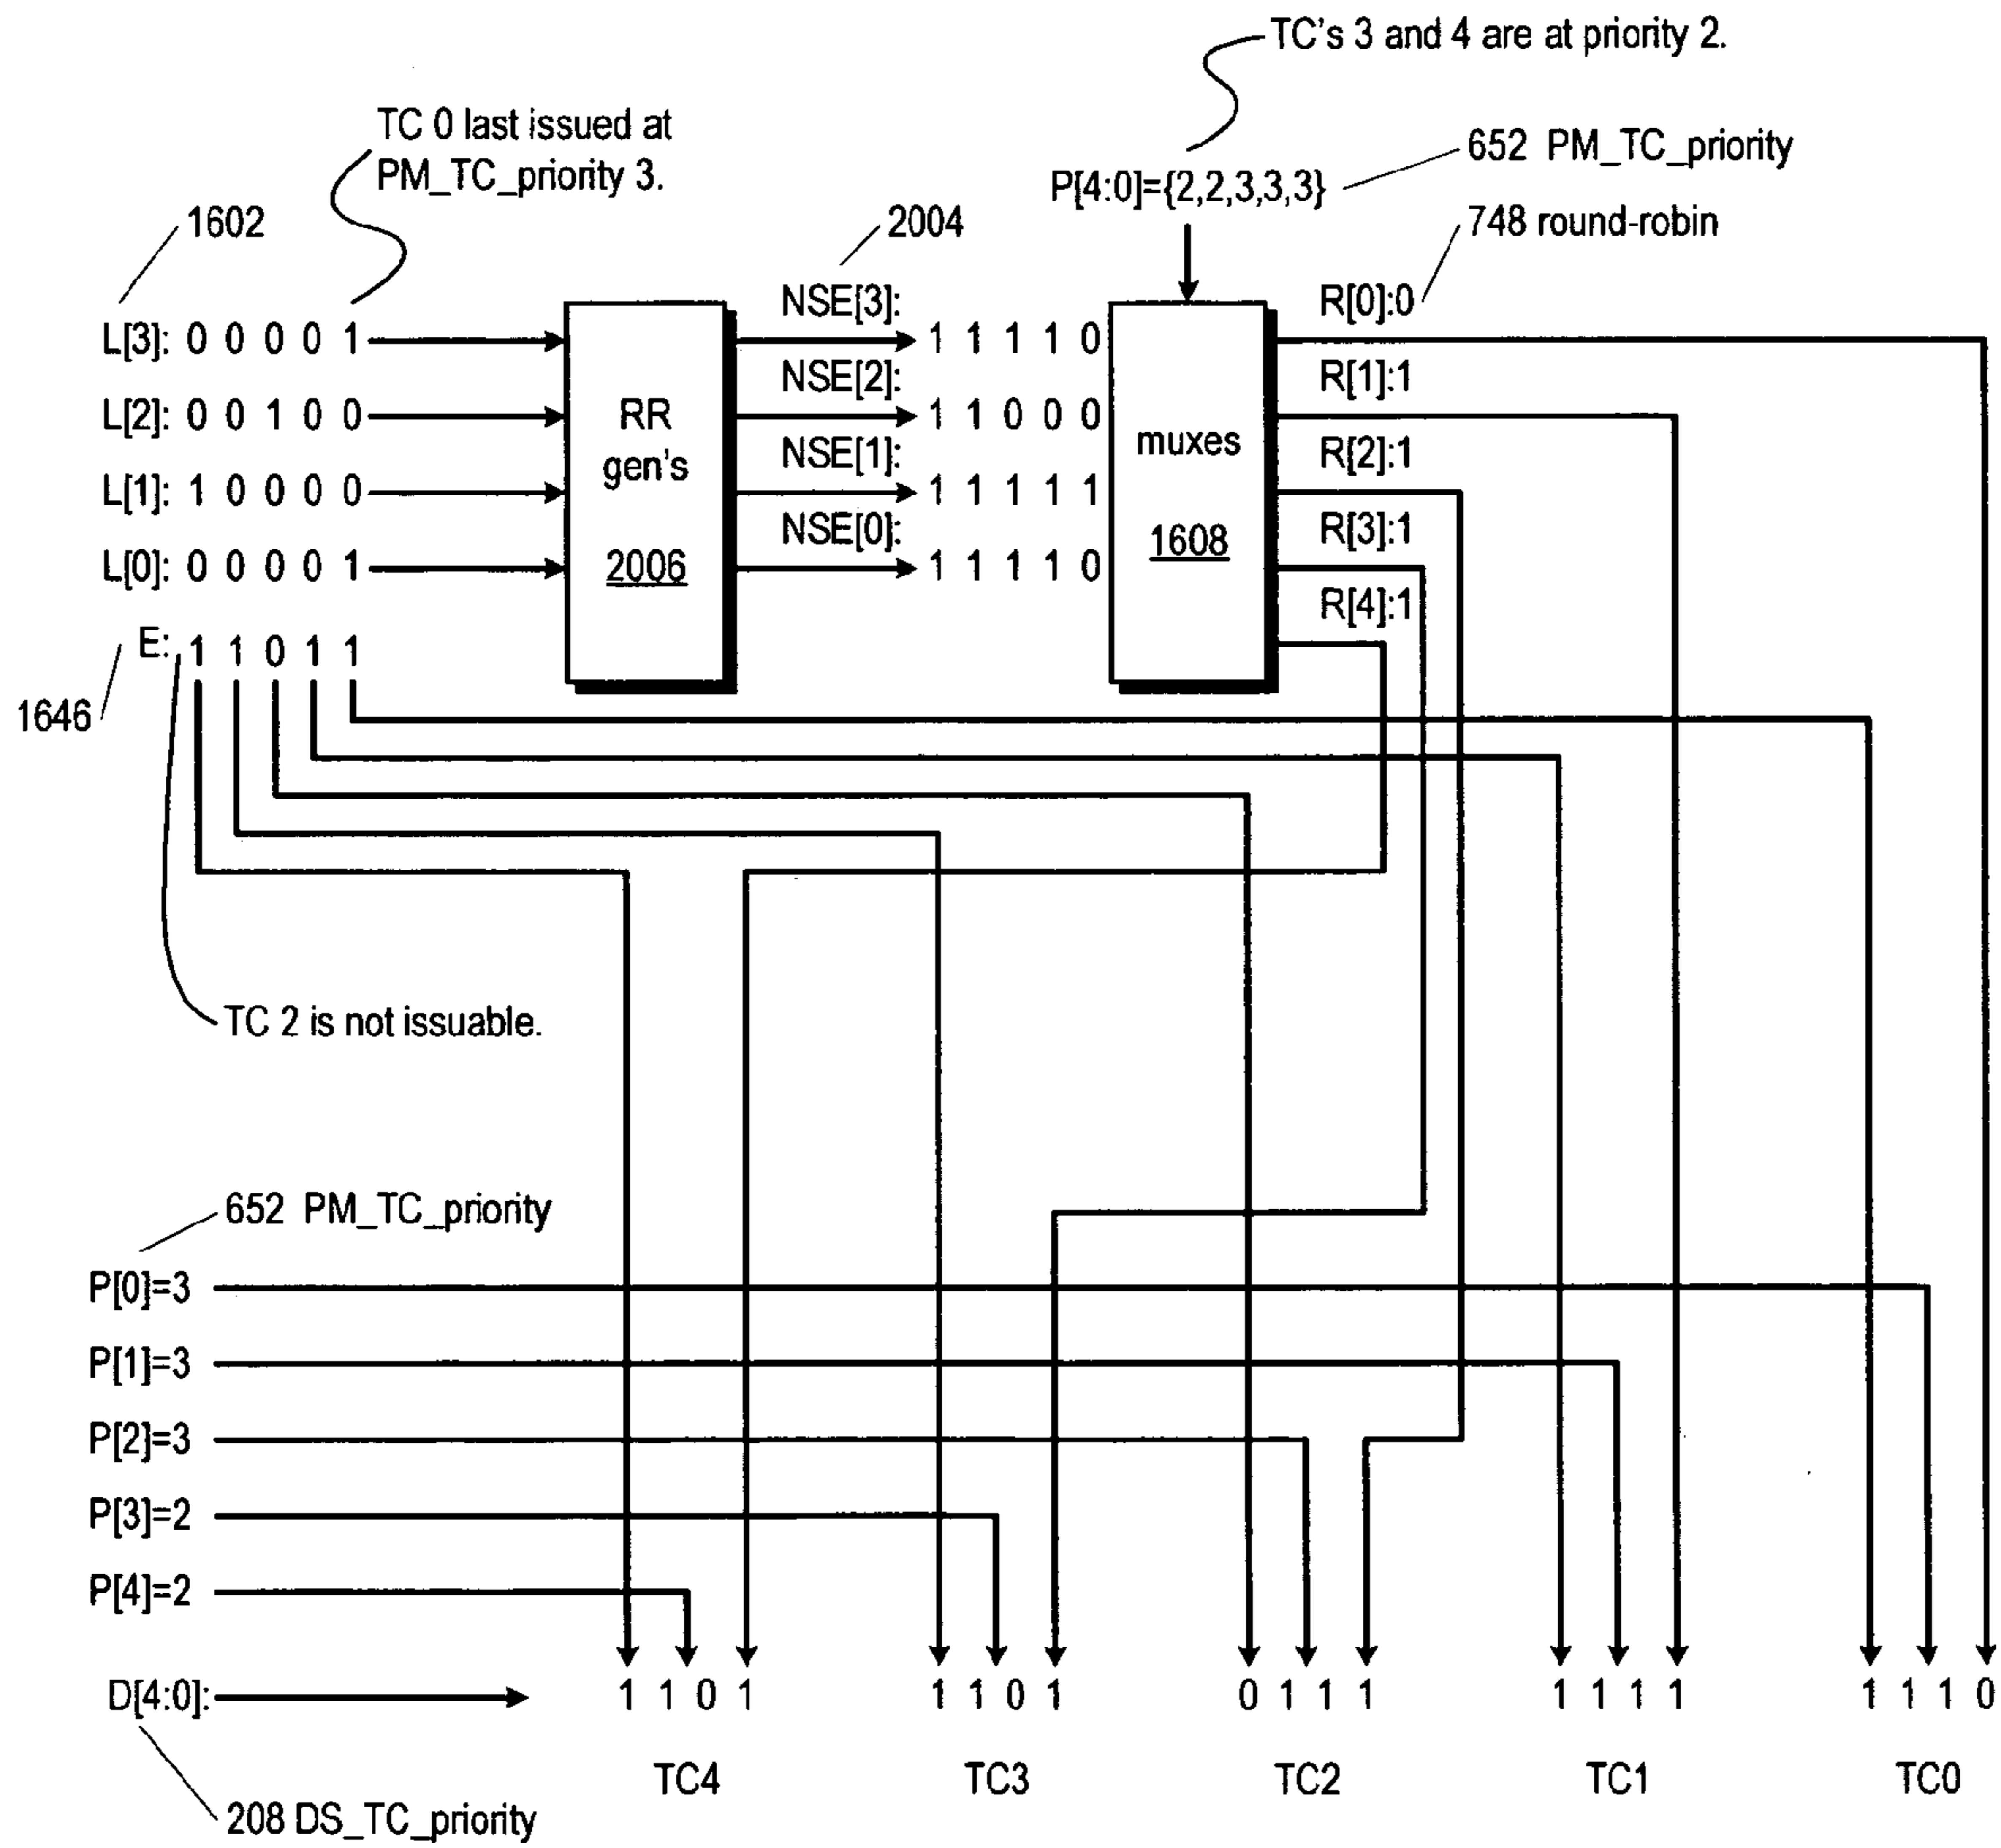 TC's 3 and 4 are at priority 2.
TC 0 last issued at
PM_TC_priority 3.
652 PM_TC_priority
P[4:0]={2,2,3,3,3}
1602
2004
748 round-robin
NSE[3]:
R[0]:0
L[3]: 0 0 0 0 1
1 1 1 1 0
NSE[2]:
R[1]:1
L[2]: 0 0 1 0 0
RR
1 1 0 0 0
muxes
NSE[1]:
R[2]:1
gen's
L[1]: 1 0 0 0 0
1 1 1 1 1
NSE[0]:
R[3]:1
1608
L[0]: 0 0 0 0 1
2006
1 1 1 1 0
R[4]:1
E: 1 1 0 1 1
1646
TC 2 is not issuable.
652 PM_TC_priority
P[0]=3
P[1]=3
P[2]=3
P[3]=2
P[4]=2
D[4:0]: 1 1 0 1 1 1 0 1 0 1 1 1 1 1 1 1 1 1 1 0
TC4 TC3 TC2 TC1 TC0
208 DS_TC_priority